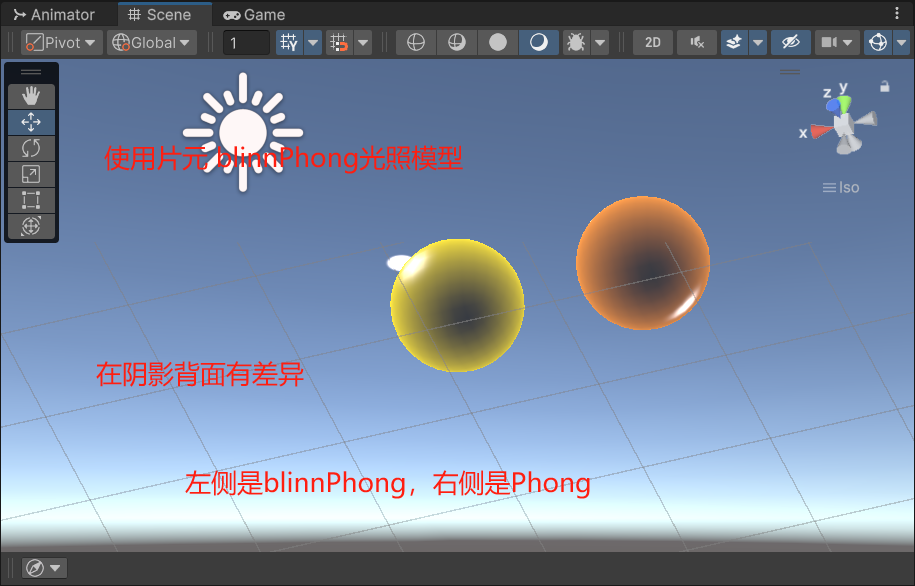 Animator
Scene
Game
Pivot
Global
1
2D
y
z
x
Iso
使用片元 blinnPhong光照模型
在阴影背面有差异
左侧是blinnPhong，右侧是Phong